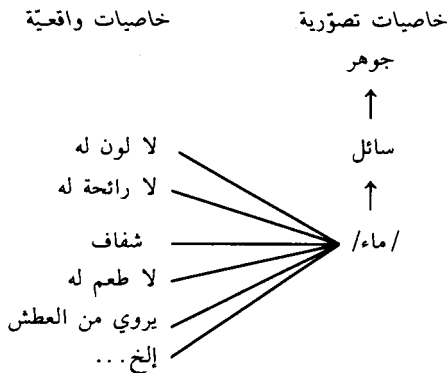 خاصيات تصوّرية
خاصيات واقعيّة
جوهر
سائل
/ماء/
لا لون له
لا رائحة له
شفاف
لا طعم له
يروي من العطش
إلخ...